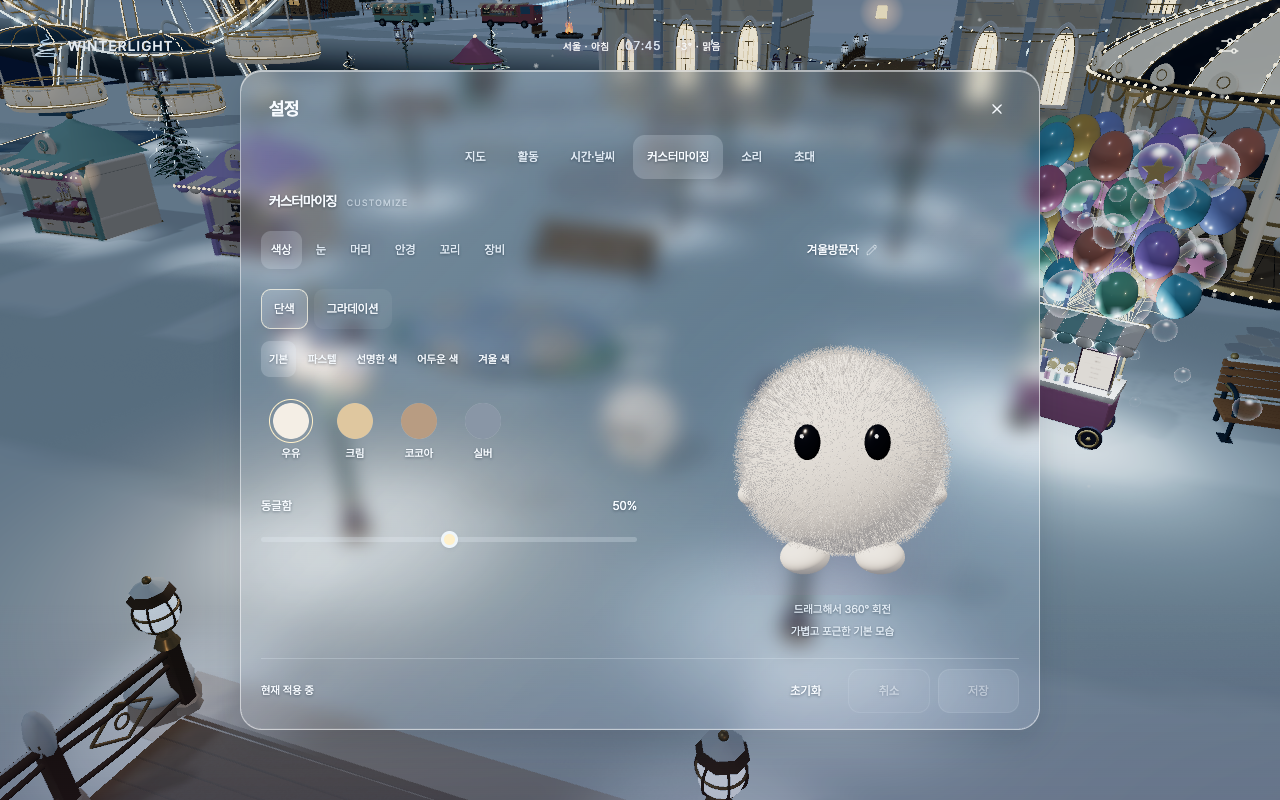 WINTERLIGHT
서울 · 아침 07:45 맑음
설정
지도 활동 시간·날씨 커스터마이징 소리 초대
커스터마이징 CUSTOMIZE
색상 눈 머리 안경 꼬리 장비
겨울방문자
단색 그라데이션
기본 파스텔 선명한 색 어두운 색 겨울 색
우유 크림 코코아 실버
동글함 50%
드래그해서 360° 회전
가볍고 포근한 기본 모습
현재 적용 중 초기화 취소 저장